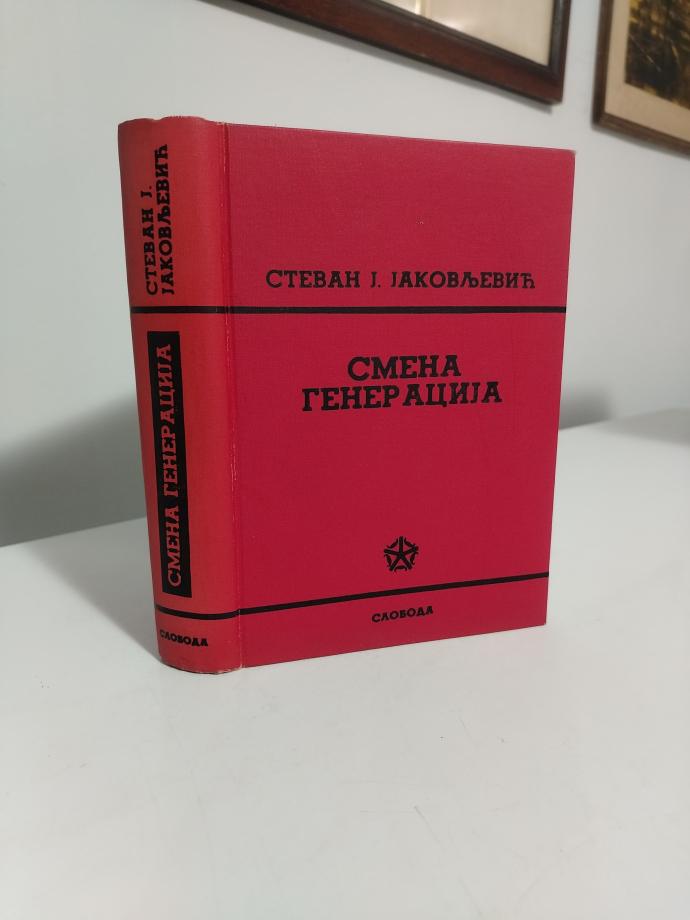 СТЕВАН Ј.
ЈАКОВЉЕВИЋ
СМЕНА ГЕНЕРАЦИЈА
СЛОБОДА
СТЕВАН Ј. ЈАКОВЉЕВИЋ
СМЕНА
ГЕНЕРАЦИЈА
СЛОБОДА